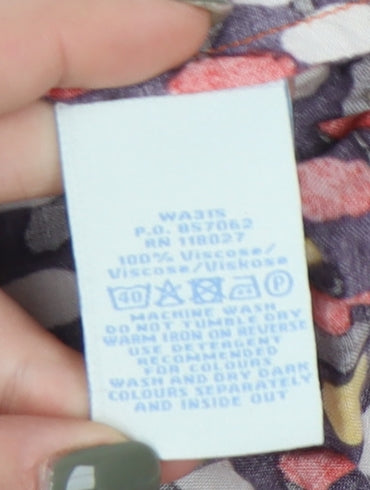 WA315
P.O. 857062
RN 118027
100% Viscose/
Viscose/Viskose
40 P
MACHINE WASH
DO NOT TUMBLE DRY
WARM IRON ON REVERSE
USE DETERGENT
RECOMMENDED
FOR COLOURS
WASH AND DRY DARK
COLOURS SEPARATELY
AND INSIDE OUT